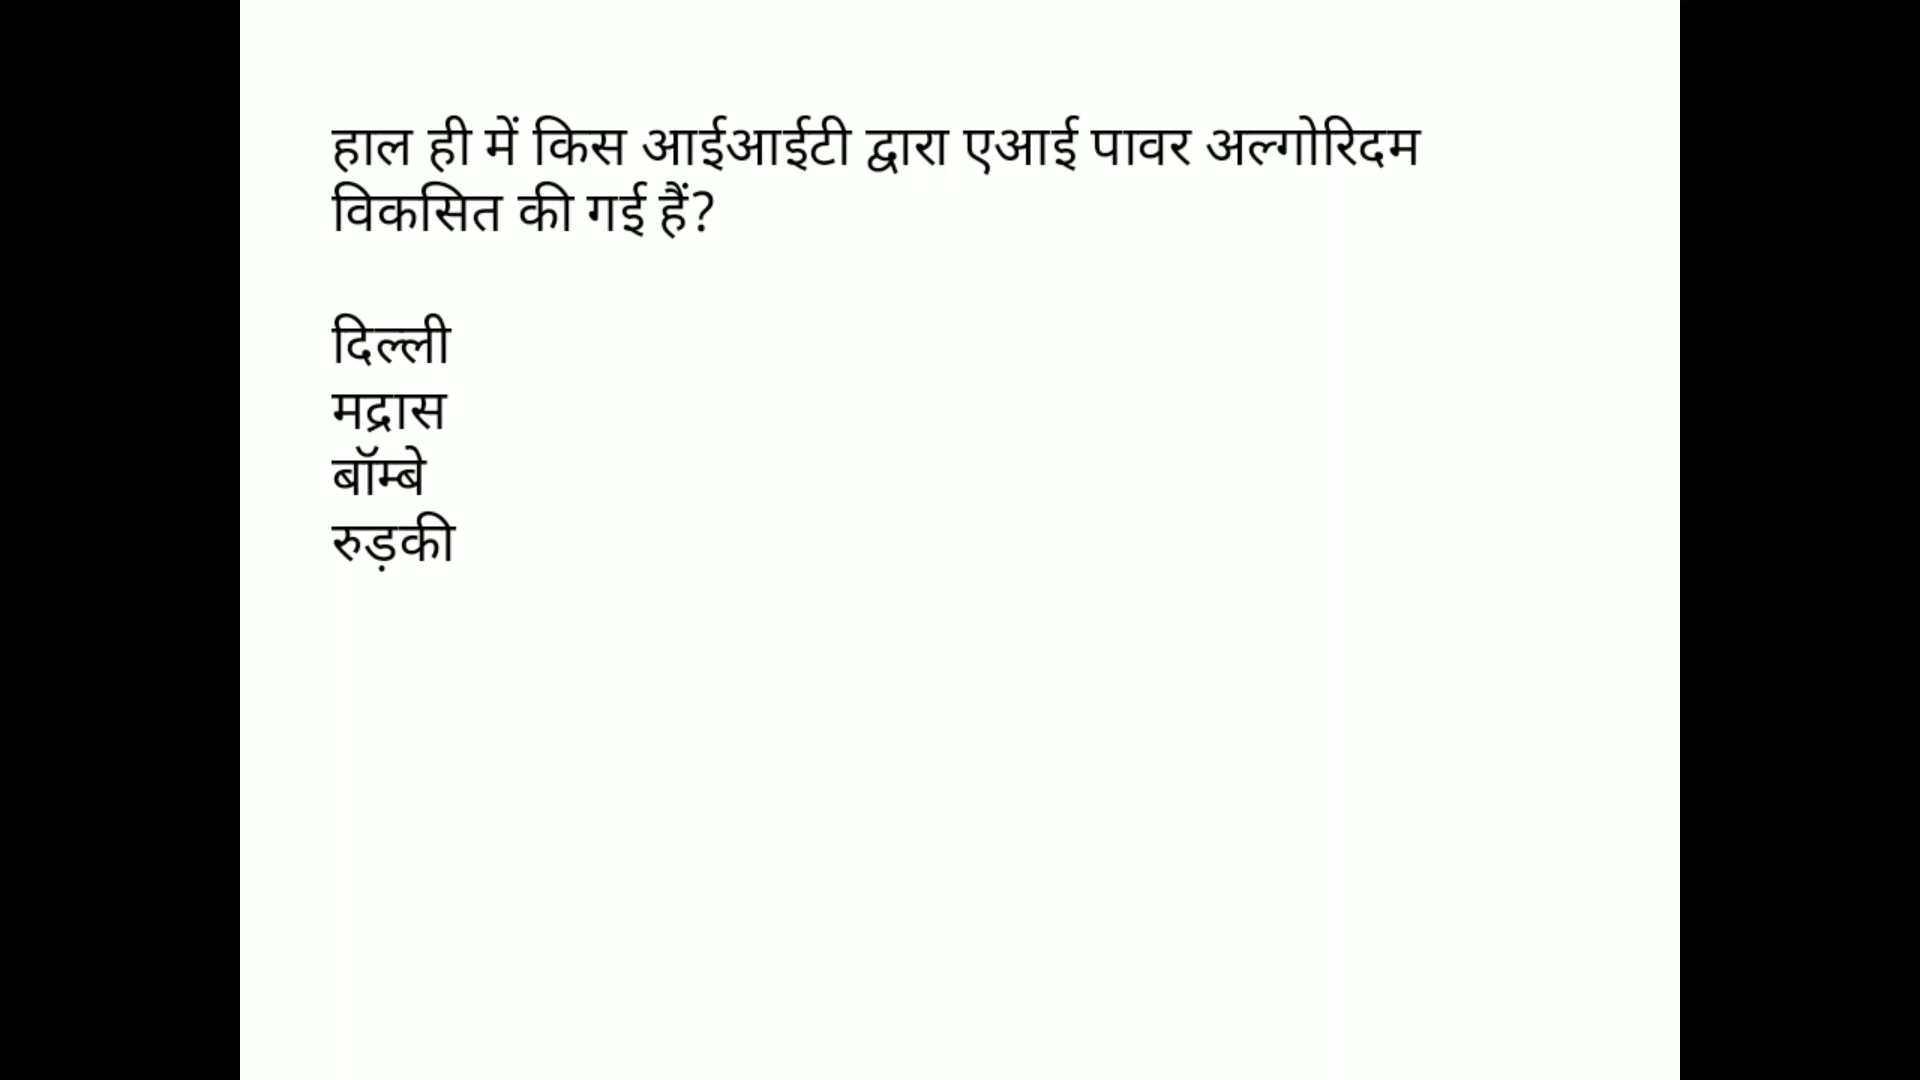 हाल ही में किस आईआईटी द्वारा एआई पावर अल्गोरिदम
विकसित की गई हैं?
दिल्ली
मद्रास
बॉम्बे
रुड़की